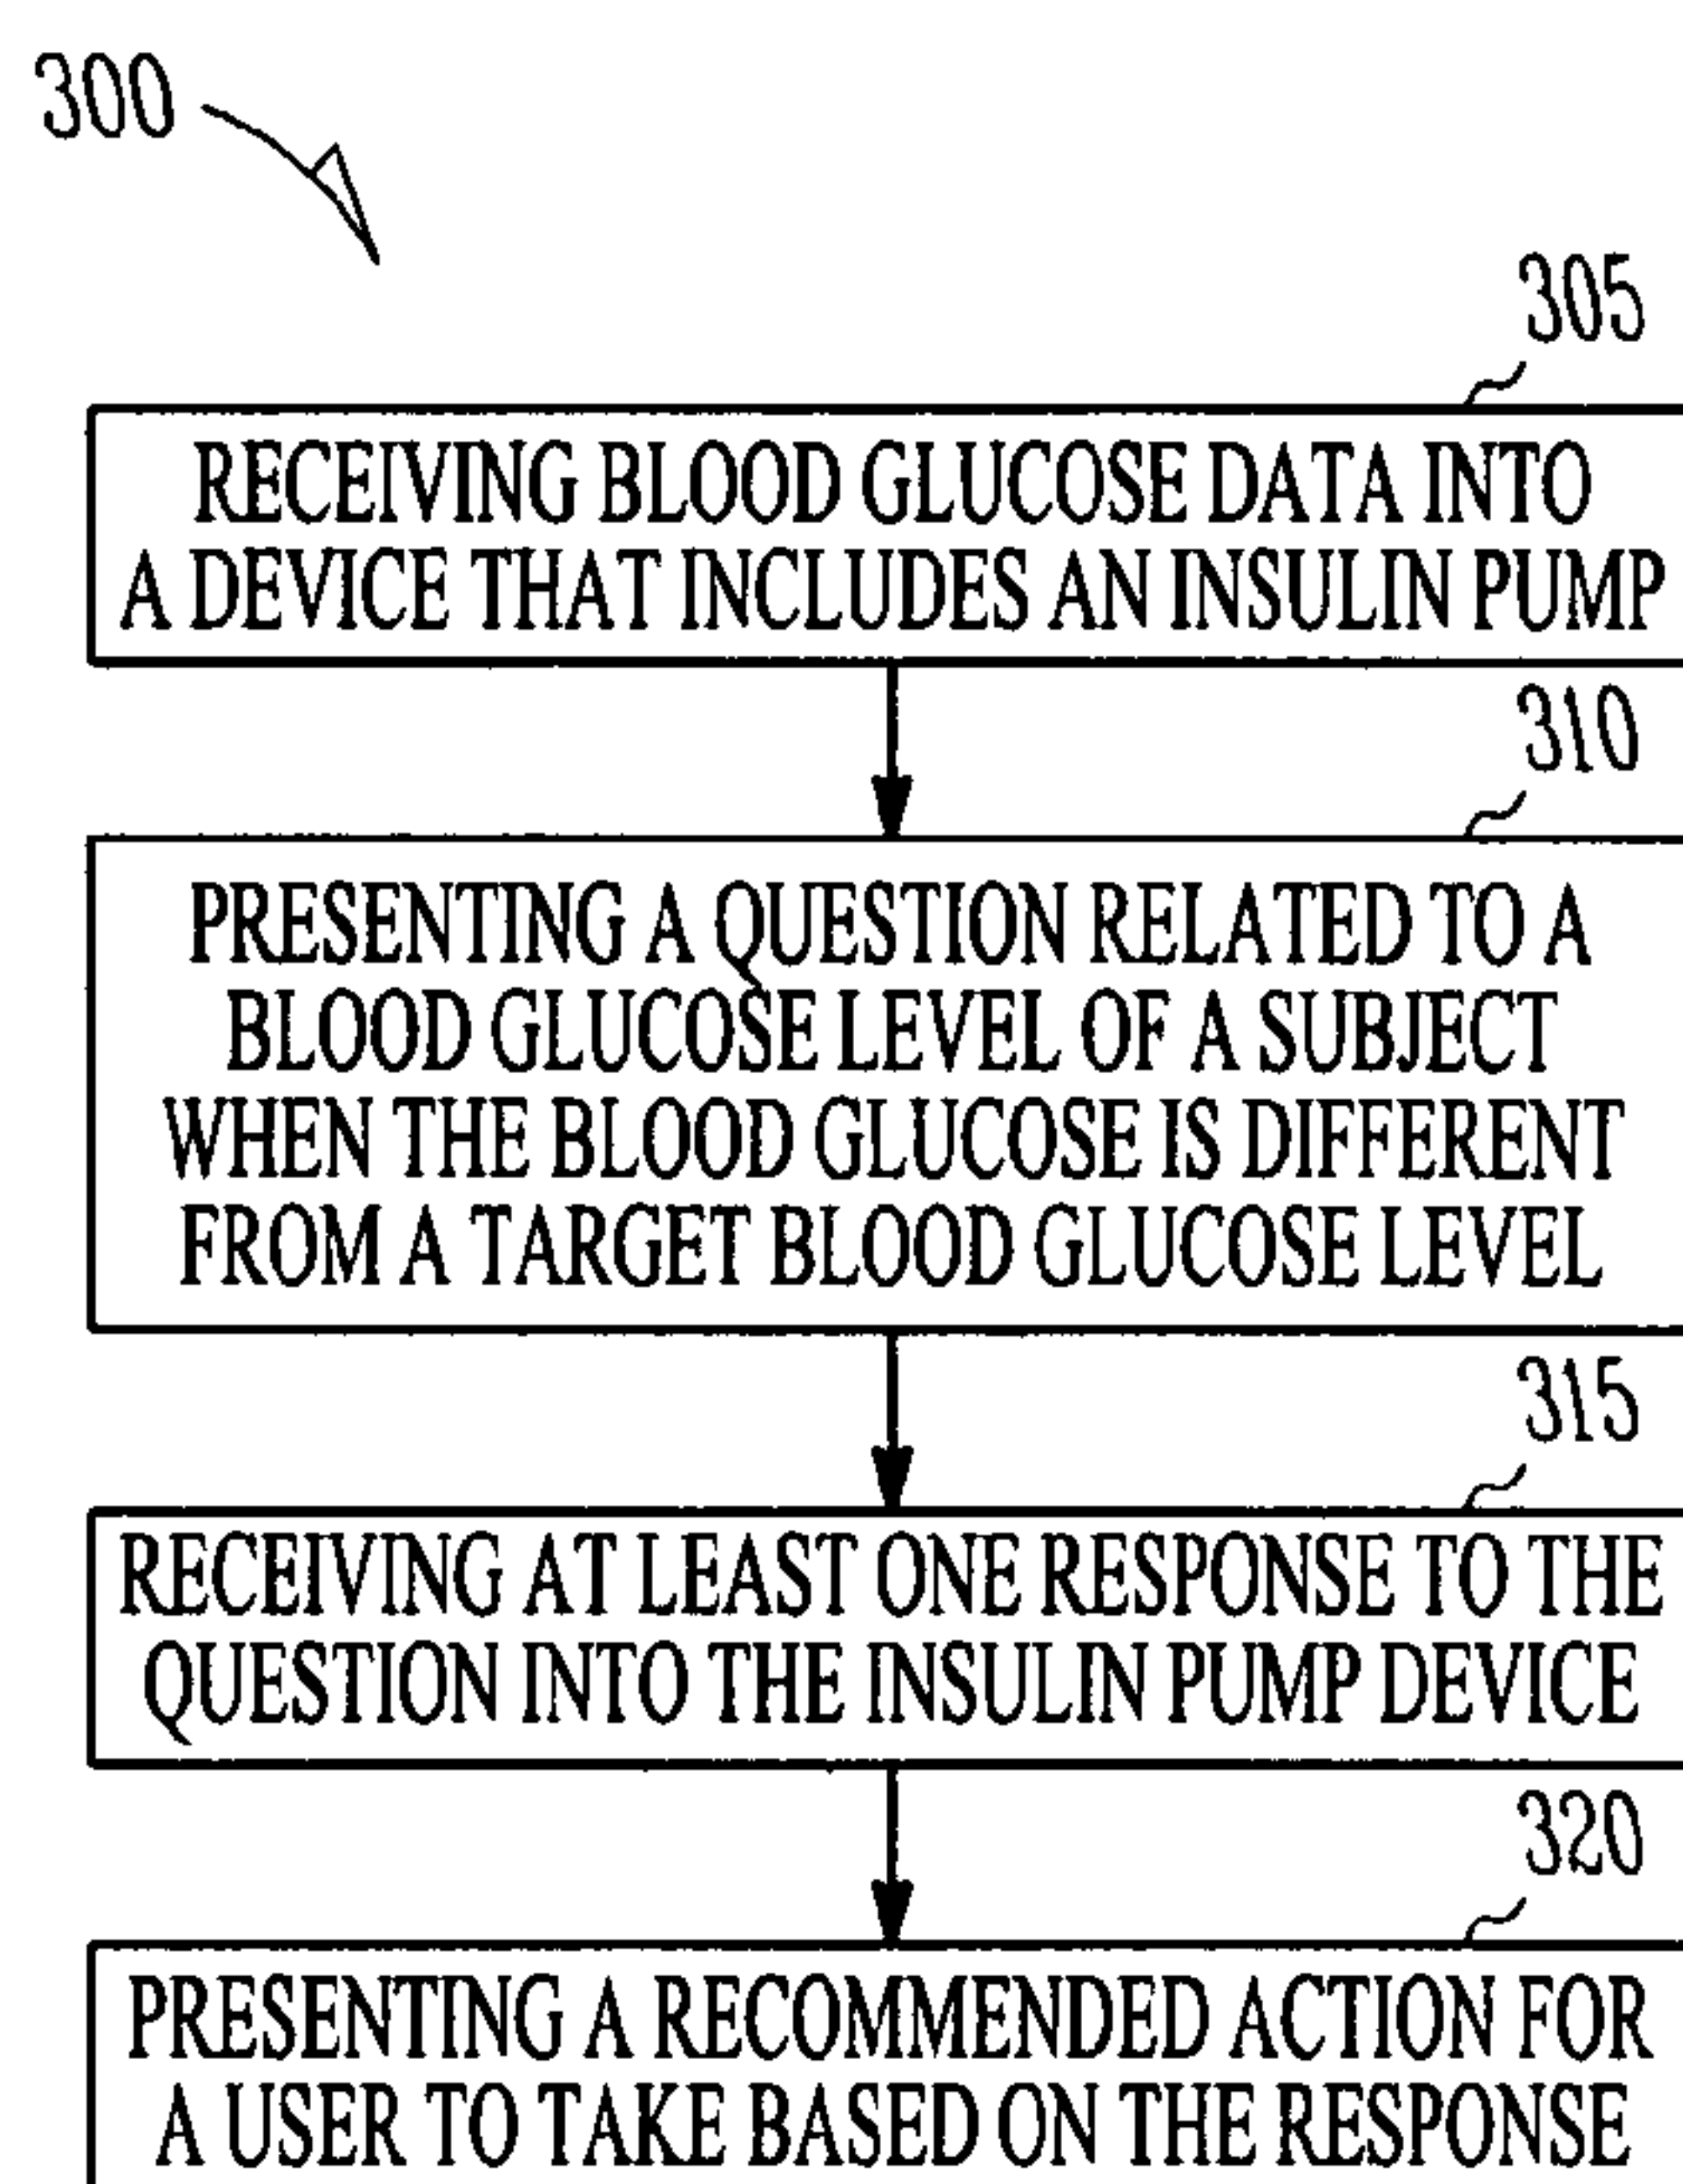 300
305
RECEIVING BLOOD GLUCOSE DATA INTO
A DEVICE THAT INCLUDES AN INSULIN PUMP
310
PRESENTING A QUESTION RELATED TO A
BLOOD GLUCOSE LEVEL OF A SUBJECT
WHEN THE BLOOD GLUCOSE IS DIFFERENT
FROM A TARGET BLOOD GLUCOSE LEVEL
315
RECEIVING AT LEAST ONE RESPONSE TO THE
QUESTION INTO THE INSULIN PUMP DEVICE
320
PRESENTING A RECOMMENDED ACTION FOR
A USER TO TAKE BASED ON THE RESPONSE